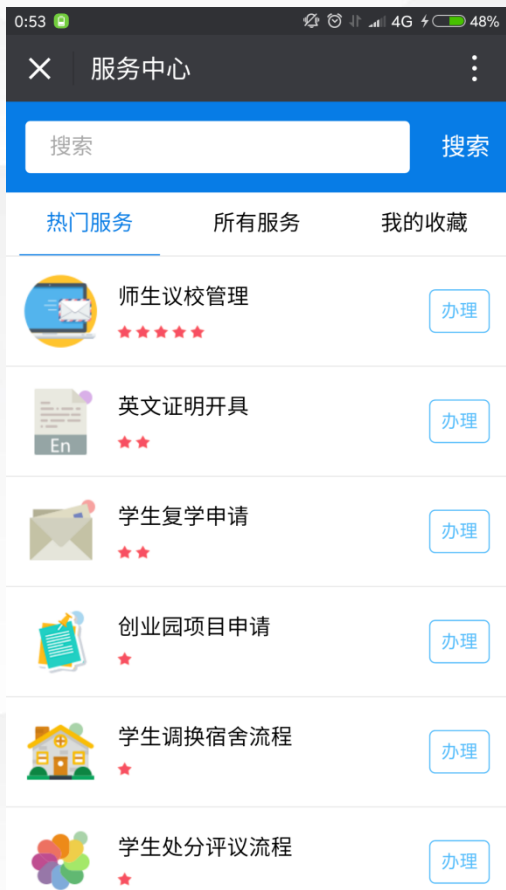 0:53 4G 48%
服务中心
搜索 搜索
热门服务 所有服务 我的收藏
师生议校管理
办理
英文证明开具
En
办理
学生复学申请
办理
创业园项目申请
办理
学生调换宿舍流程
办理
学生处分评议流程
办理